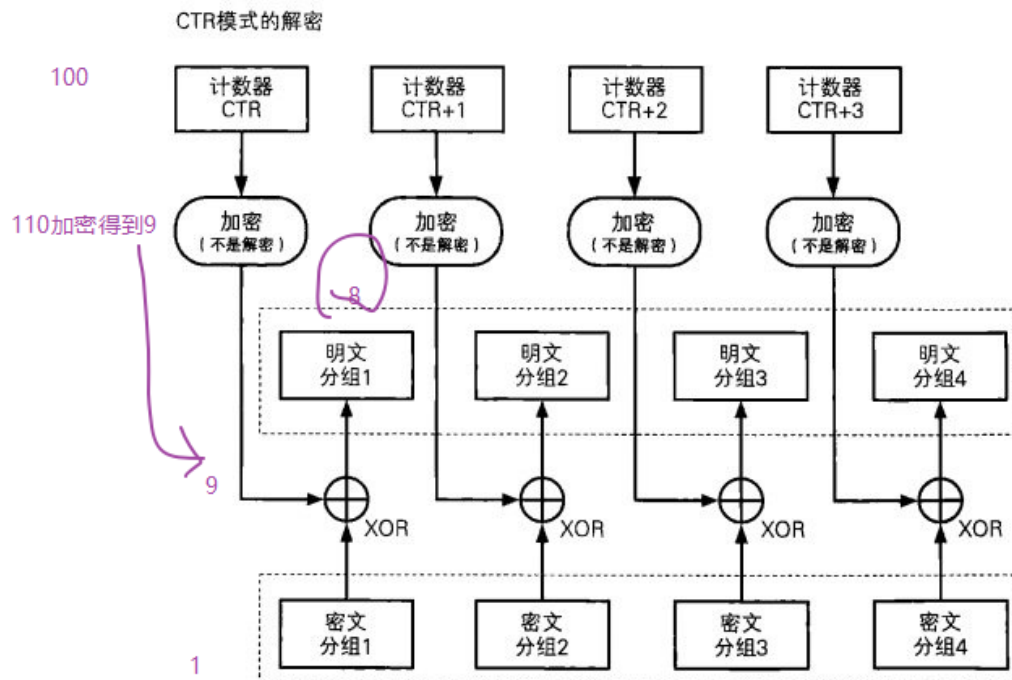 CTR模式的解密
100
计数器
CTR
计数器
CTR+1
计数器
CTR+2
计数器
CTR+3
110加密得到9
加密
(不是解密)
加密
(不是解密)
加密
(不是解密)
加密
(不是解密)
8
明文
分组1
明文
分组2
明文
分组3
明文
分组4
9
XOR
XOR
XOR
XOR
密文
分组1
密文
分组2
密文
分组3
密文
分组4
1